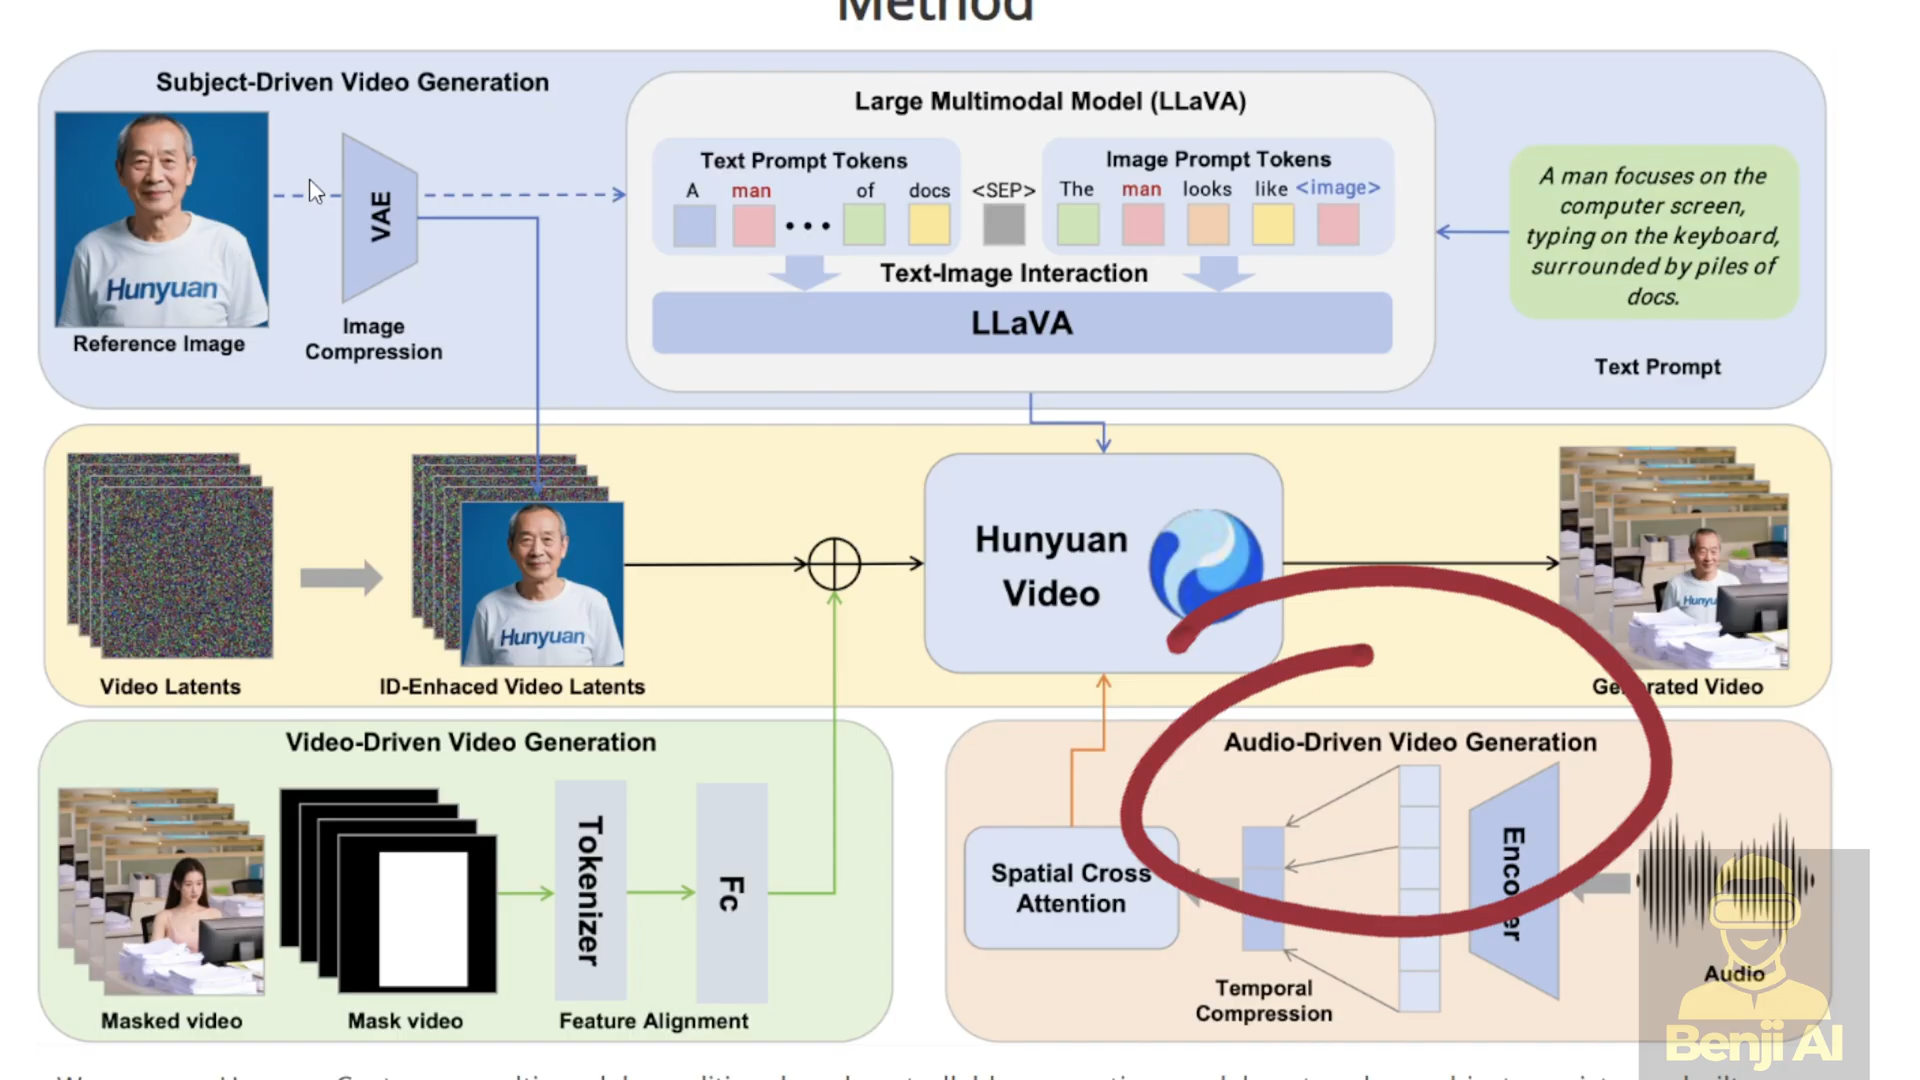 Method
Subject-Driven Video Generation
Hunyuan
Reference Image
VAE
Image
Compression
Large Multimodal Model (LLaVA)
Text Prompt Tokens
A man ... of docs
<SEP>
Image Prompt Tokens
The man looks like <image>
Text-Image Interaction
LLaVA
A man focuses on the
computer screen,
typing on the keyboard,
surrounded by piles of
docs.
Text Prompt
Video Latents
Hunyuan
ID-Enhaced Video Latents
Hunyuan
Video
Generated Video
Video-Driven Video Generation
Masked video
Mask video
Tokenizer
Fc
Feature Alignment
Audio-Driven Video Generation
Spatial Cross
Attention
Temporal
Compression
Encoder
Audio
Benji AI